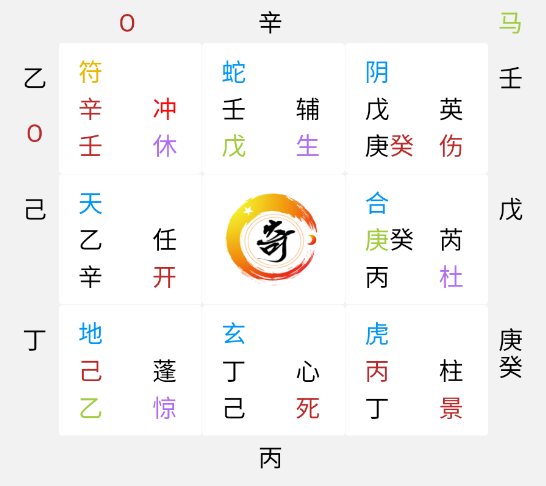 O 辛 马
乙 符 蛇 阴 壬
辛 冲 壬 辅 戊 英
O 壬 休 戊 生 庚癸 伤
己 天 合 戊
乙 任 奇 庚癸 芮
辛 开 丙 杜
丁 地 玄 虎 庚癸
己 蓬 丁 心 丙 柱
乙 惊 己 死 丁 景
丙